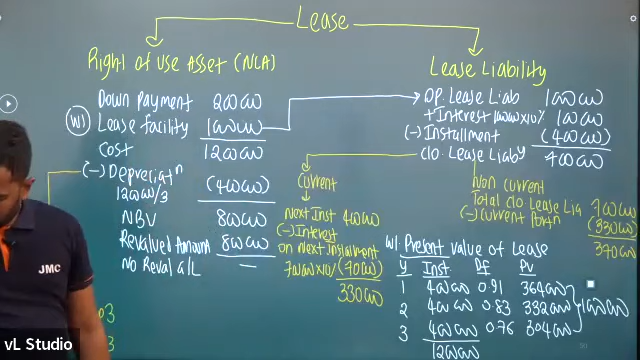 Lease
Right of Use Asset (NCA)
Down Payment 200000
W1 Lease facility 1000000
Cost 1200000
(-) Depreciatⁿ (400000)
1200000/3
NBV 800000
Revalued Amount 800000
No Reval G/L —
Lease Liability
OP. Lease Liab 1000000
+ Interest 1000000x10% 100000
(-) Installment (400000)
Clo. Lease Liabʸ 700000
Current
Next Inst 400000
(-) Interest
on Next Installment
700000x10% (70000)
330000
Non current
Total clo Lease Lia 700000
(-) Current Portn (330000)
370000
W1 Present value of Lease
Y Inst Df PV
1 400000 0.91 364000
2 400000 0.83 332000
3 400000 0.76 304000
1200000
1000000
JMC
vL Studio